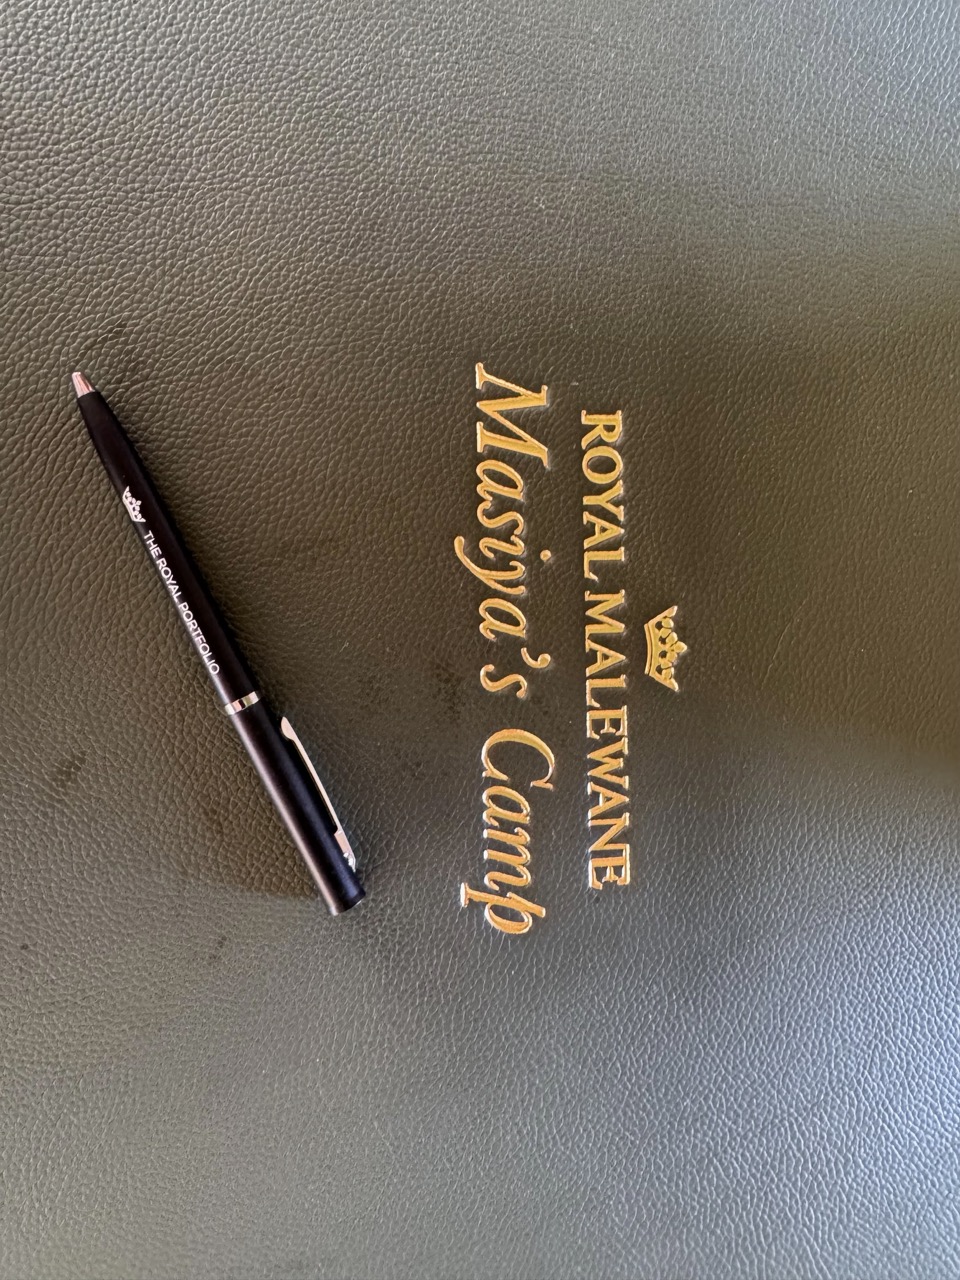 ROYAL MALEWANE
Masiya's Camp
THE ROYAL PORTFOLIO